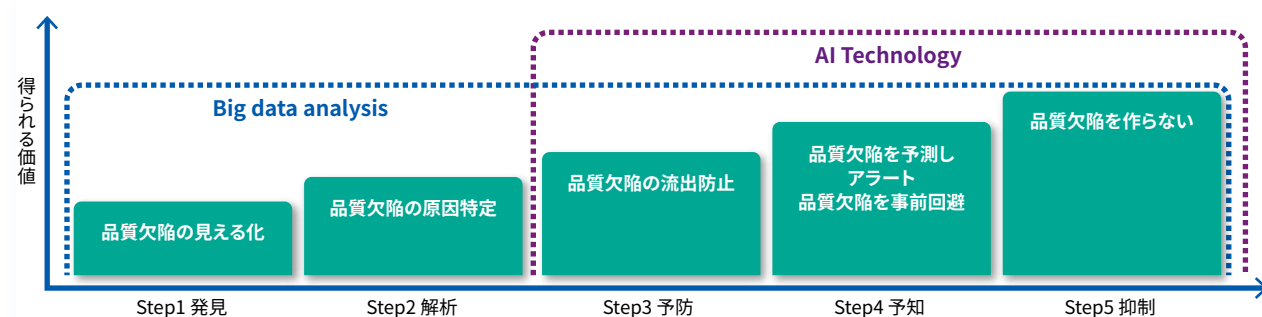 得られる価値
AI Technology
Big data analysis
品質欠陥の見える化
品質欠陥の原因特定
品質欠陥の流出防止
品質欠陥を予測し
アラート
品質欠陥を事前回避
品質欠陥を作らない
Step1 発見
Step2 解析
Step3 予防
Step4 予知
Step5 抑制